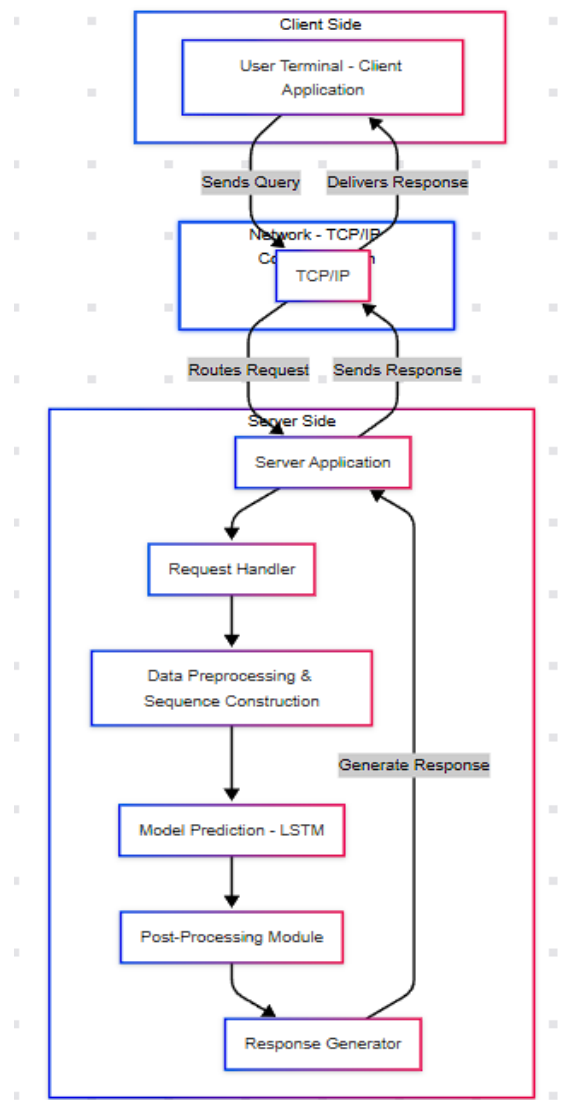 Client Side
User Terminal - Client
Application
Sends Query
Delivers Response
Network - TCP/IP
TCP/IP
Routes Request
Sends Response
Server Side
Server Application
Request Handler
Data Preprocessing &
Sequence Construction
Generate Response
Model Prediction - LSTM
Post-Processing Module
Response Generator